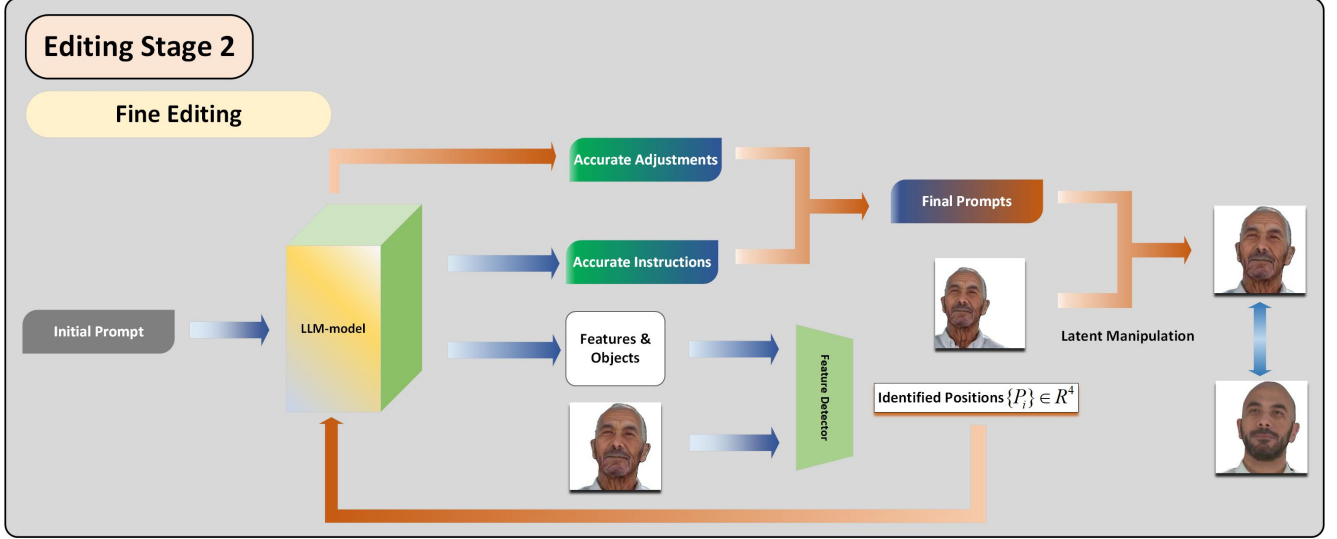 Editing Stage 2
Fine Editing
Accurate Adjustments
Final Prompts
Accurate Instructions
Initial Prompt
LLM-model
Features &
Objects
Feature Detector
Latent Manipulation
Identified Positions {P_i} ∈ R^4